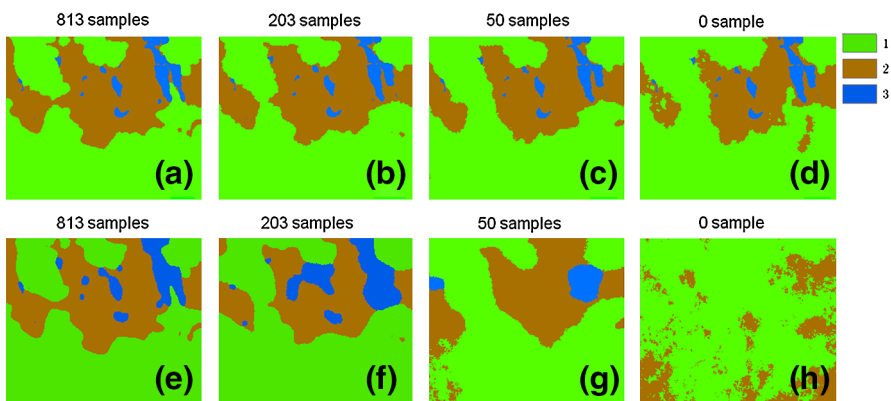 813 samples 203 samples 50 samples 0 sample
1
2
3
(a) (b) (c) (d)
813 samples 203 samples 50 samples 0 sample
(e) (f) (g) (h)